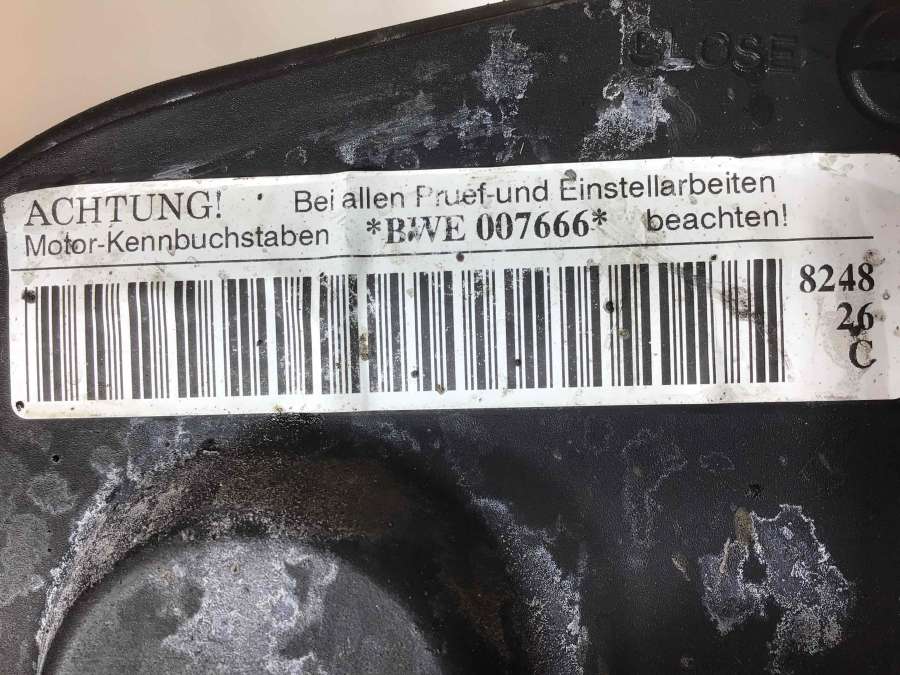 CLOSE
ACHTUNG! Bei allen Pruef-und Einstellarbeiten
Motor-Kennbuchstaben *BWE 007666* beachten!
8248
26
C